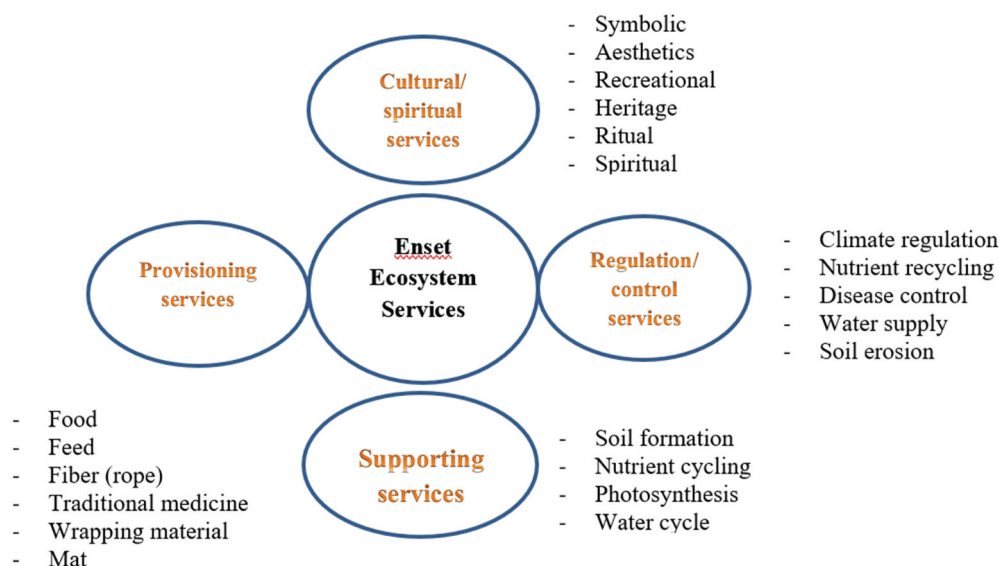 Cultural/
spiritual
services
- Symbolic
- Aesthetics
- Recreational
- Heritage
- Ritual
- Spiritual
Provisioning
services
Enset
Ecosystem
Services
Regulation/
control
services
- Climate regulation
- Nutrient recycling
- Disease control
- Water supply
- Soil erosion
- Food
- Feed
- Fiber (rope)
- Traditional medicine
- Wrapping material
- Mat
Supporting
services
- Soil formation
- Nutrient cycling
- Photosynthesis
- Water cycle